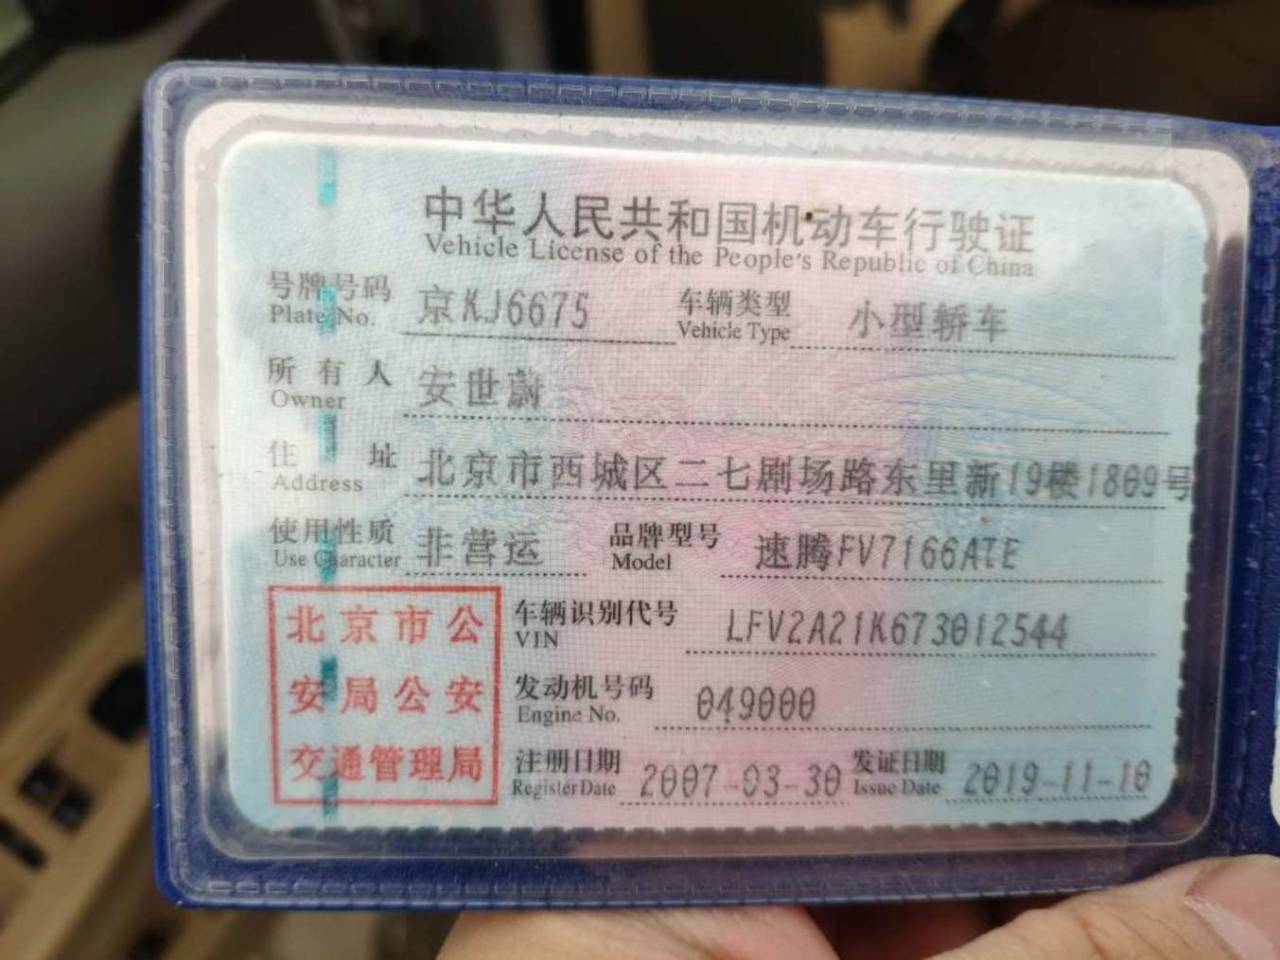 中华人民共和国机动车行驶证
Vehicle License of the People's Republic of China
号牌号码 京KJ6675 车辆类型 小型轿车
Plate No. Vehicle Type
所有人 安世蔚
Owner
住址 北京市西城区二七剧场路东里新19楼1809号
Address
使用性质 非营运 品牌型号 速腾FV7166ATE
Use Character Model
北京市公 车辆识别代号 LFV2A21K673012544
VIN
安局公安 发动机号码 049000
Engine No.
交通管理局 注册日期 2007-03-30 发证日期 2019-11-10
Register Date Issue Date